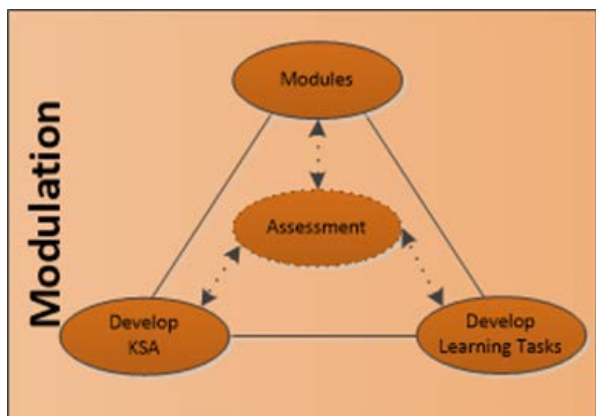 Modulation
Modules
Assessment
Develop
KSA
Develop
Learning Tasks